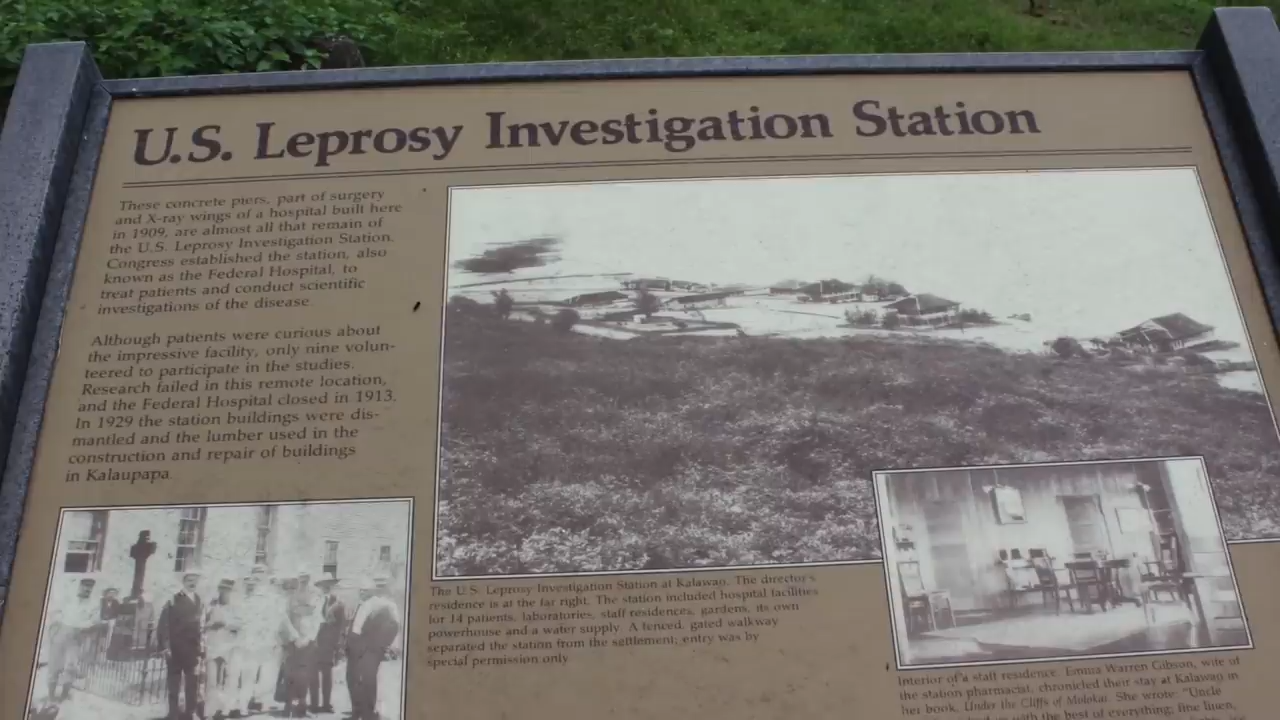 U.S. Leprosy Investigation Station
These concrete piers, part of surgery
and X-ray wings of a hospital built here
in 1909, are almost all that remain of
the U.S. Leprosy Investigation Station.
Congress established the station, also
known as the Federal Hospital, to
treat patients and conduct scientific
investigations of the disease.
Although patients were curious about
the impressive facility, only nine volun-
teered to participate in the studies.
Research failed in this remote location,
and the Federal Hospital closed in 1913.
In 1929 the station buildings were dis-
mantled and the lumber used in the
construction and repair of buildings
in Kalaupapa.
The U.S. Leprosy Investigation Station at Kalawao. The director's
residence is at the far right. The station included hospital facilities
for 14 patients, laboratories, staff residences, gardens, its own
powerhouse and a water supply. A fenced, gated walkway
separated the station from the settlement; entry was by
special permission only.
Interior of a staff residence. Emma Warren Gibson, wife of
the station pharmacist, chronicled their stay at Kalawao in
her book, Under the Cliffs of Molokai. She wrote: "Uncle
us with the best of everything; fine linen,